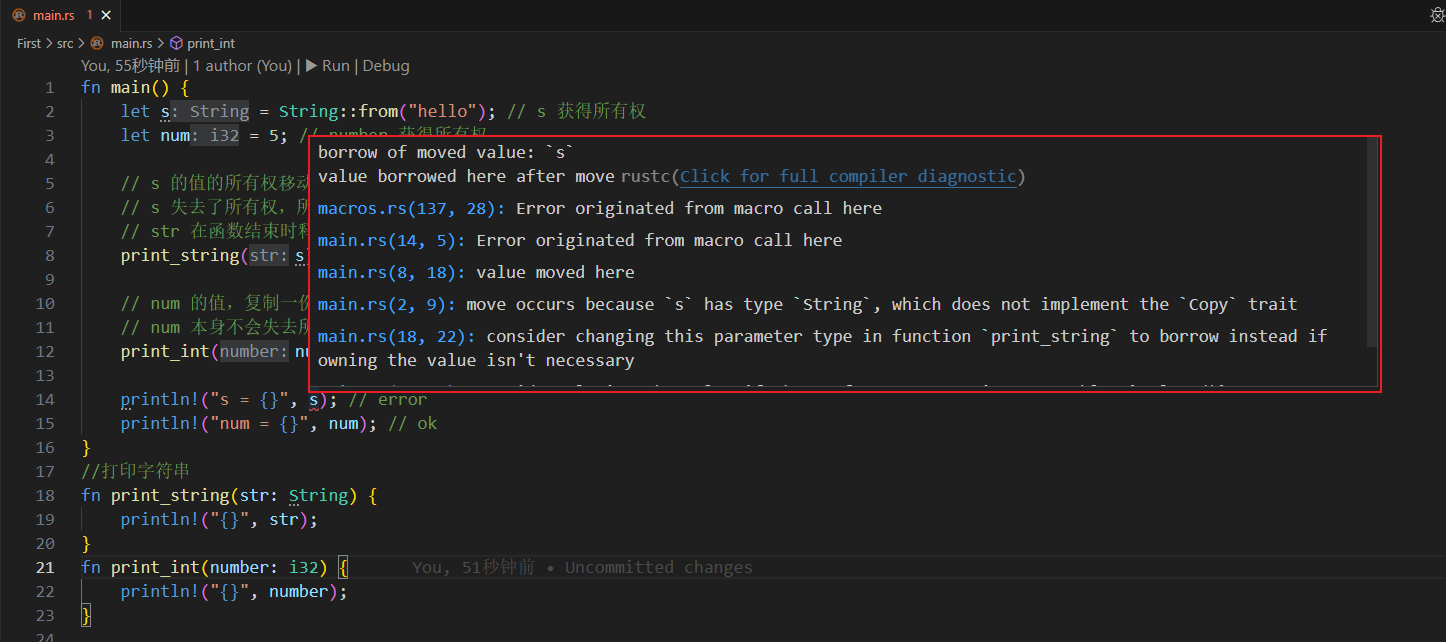 main.rs 1
First > src > main.rs > print_int
You, 55秒钟前 | 1 author (You) | ▶ Run | Debug
1 fn main() {
2 let s: String = String::from("hello"); // s 获得所有权
3 let num: i32 = 5; // number 获得所有权
4
5 // s 的值的所有权移动
6 // s 失去了所有权，所
7 // str 在函数结束时释
8 print_string(str: s
9
10 // num 的值，复制一份
11 // num 本身不会失去所
12 print_int(number: nu
13
14 println!("s = {}", s); // error
15 println!("num = {}", num); // ok
16 }
17 //打印字符串
18 fn print_string(str: String) {
19 println!("{}", str);
20 }
21 fn print_int(number: i32) { You, 51秒钟前 • Uncommitted changes
22 println!("{}", number);
23 }
24
borrow of moved value: `s`
value borrowed here after move rustc(Click for full compiler diagnostic)
macros.rs(137, 28): Error originated from macro call here
main.rs(14, 5): Error originated from macro call here
main.rs(8, 18): value moved here
main.rs(2, 9): move occurs because `s` has type `String`, which does not implement the `Copy` trait
main.rs(18, 22): consider changing this parameter type in function `print_string` to borrow instead if
owning the value isn't necessary